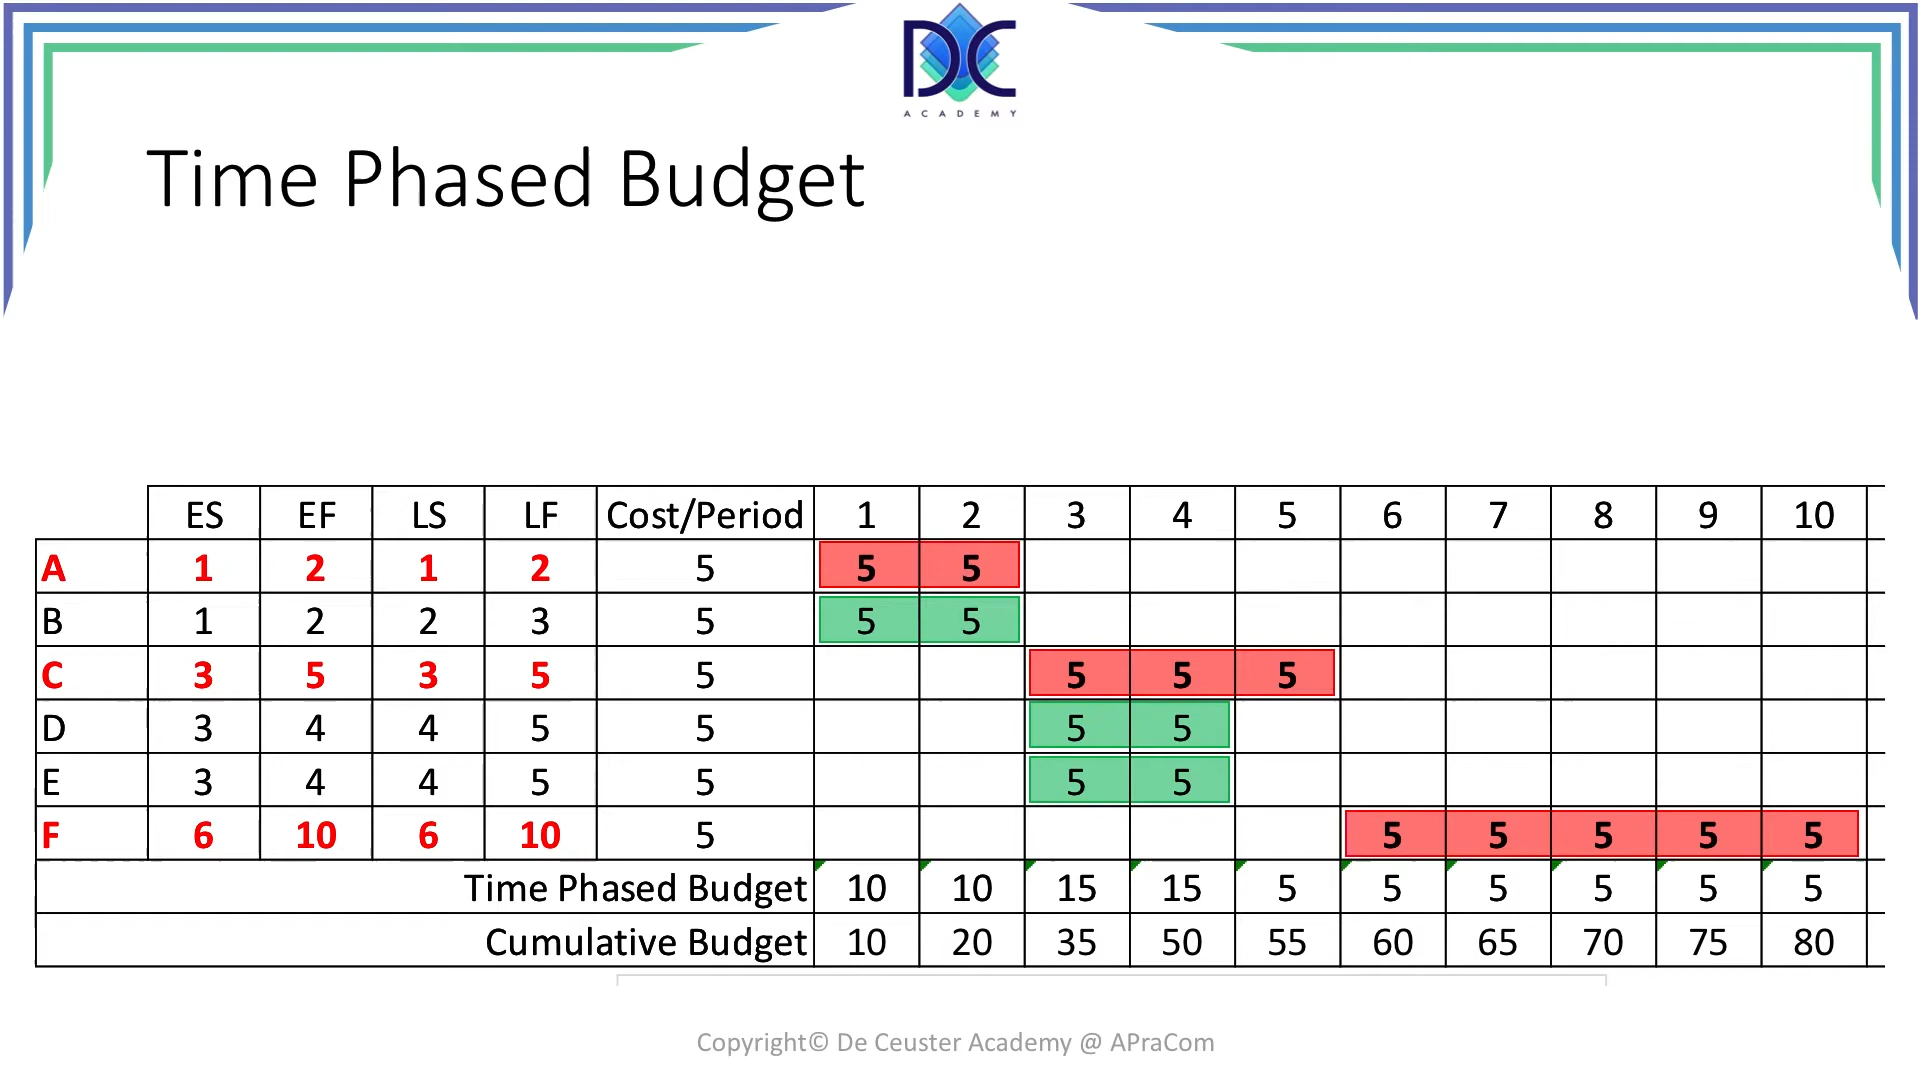 DC
ACADEMY
Time Phased Budget
ES EF LS LF Cost/Period 1 2 3 4 5 6 7 8 9 10
A 1 2 1 2 5 5 5
B 1 2 2 3 5 5 5
C 3 5 3 5 5 5 5 5
D 3 4 4 5 5 5 5
E 3 4 4 5 5 5 5
F 6 10 6 10 5 5 5 5 5 5
Time Phased Budget 10 10 15 15 5 5 5 5 5 5
Cumulative Budget 10 20 35 50 55 60 65 70 75 80
Copyright© De Ceuster Academy @ APraCom